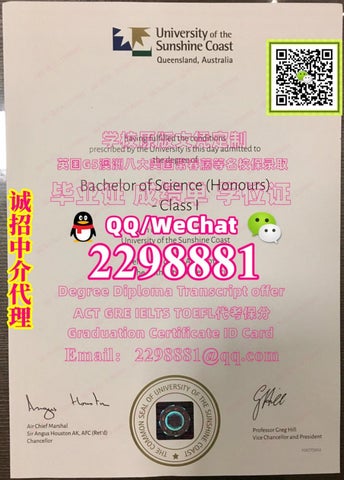 University of the
Sunshine Coast
Queensland, Australia
having fulfilled the conditions
prescribed by the University is this day admitted to
the degree of
英国G5澳洲八大美国常春藤等名校保录取
Bachelor of Science (Honours)
- Class I
毕业证 成绩单 学位证
诚招中介代理
QQ/WeChat
University of the Sunshine Coast
2298881
Degree Diploma Transcript offer
ACT GRE IELTS TOEFL代考保分
Graduation Certificate ID Card
Email: 2298881@qq.com
THE COMMON SEAL OF UNIVERSITY OF THE SUNSHINE COAST
Angus Houston
Air Chief Marshal
Sir Angus Houston AK, AFC (Ret'd)
Chancellor
G Hill
Professor Greg Hill
Vice Chancellor and President